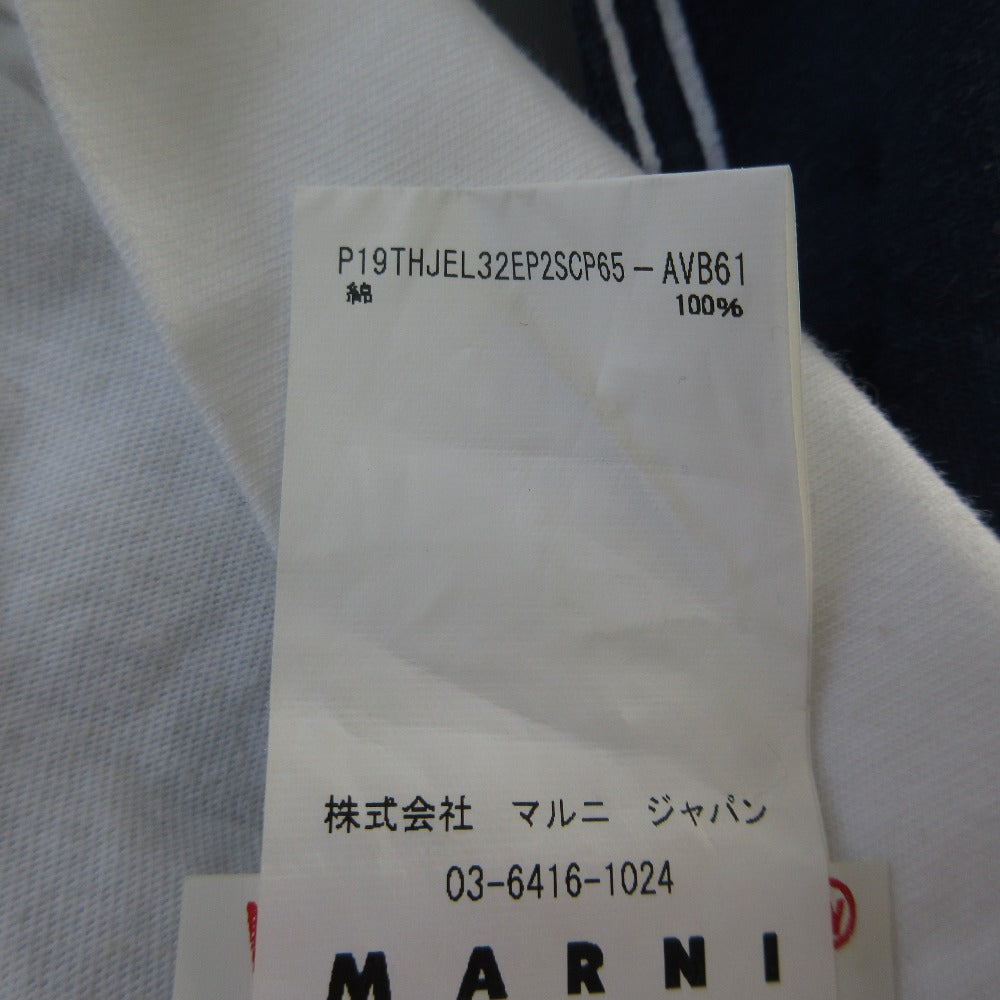 P19THJEL32EP2SCP65-AVB61
綿 100%
株式会社 マルニ ジャパン
03-6416-1024
MARNI